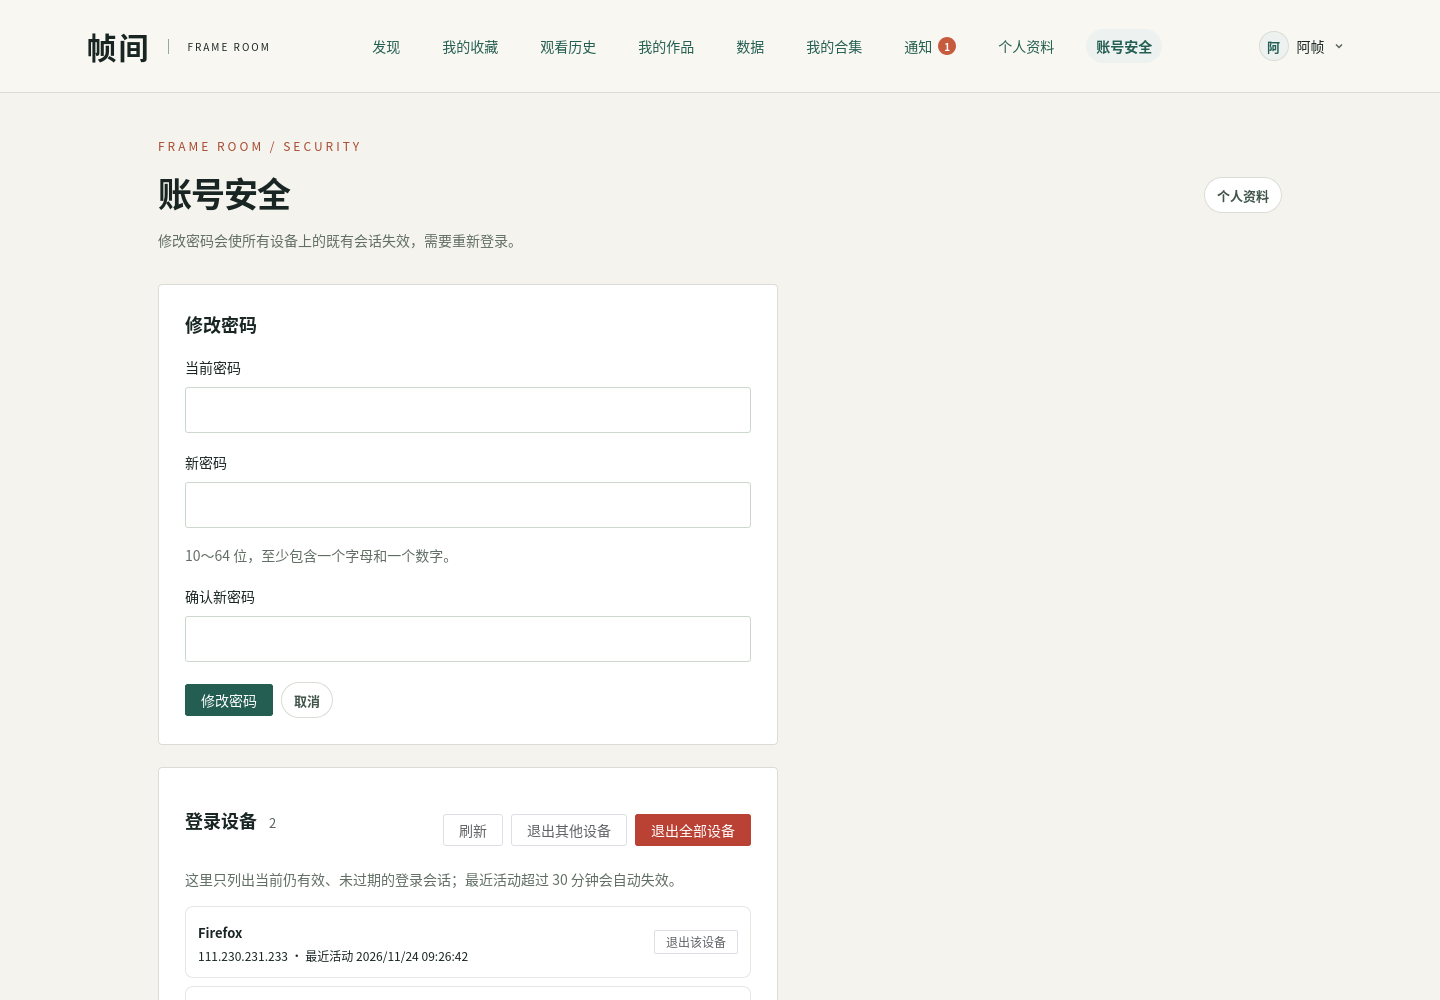 帧间 FRAME ROOM 发现 我的收藏 观看历史 我的作品 数据 我的合集 通知 1 个人资料 账号安全 阿 阿帧
FRAME ROOM / SECURITY
账号安全
个人资料
修改密码会使所有设备上的既有会话失效，需要重新登录。
修改密码
当前密码
新密码
10～64 位，至少包含一个字母和一个数字。
确认新密码
修改密码 取消
登录设备 2 刷新 退出其他设备 退出全部设备
这里只列出当前仍有效、未过期的登录会话；最近活动超过 30 分钟会自动失效。
Firefox
111.230.231.233 · 最近活动 2026/11/24 09:26:42
退出该设备